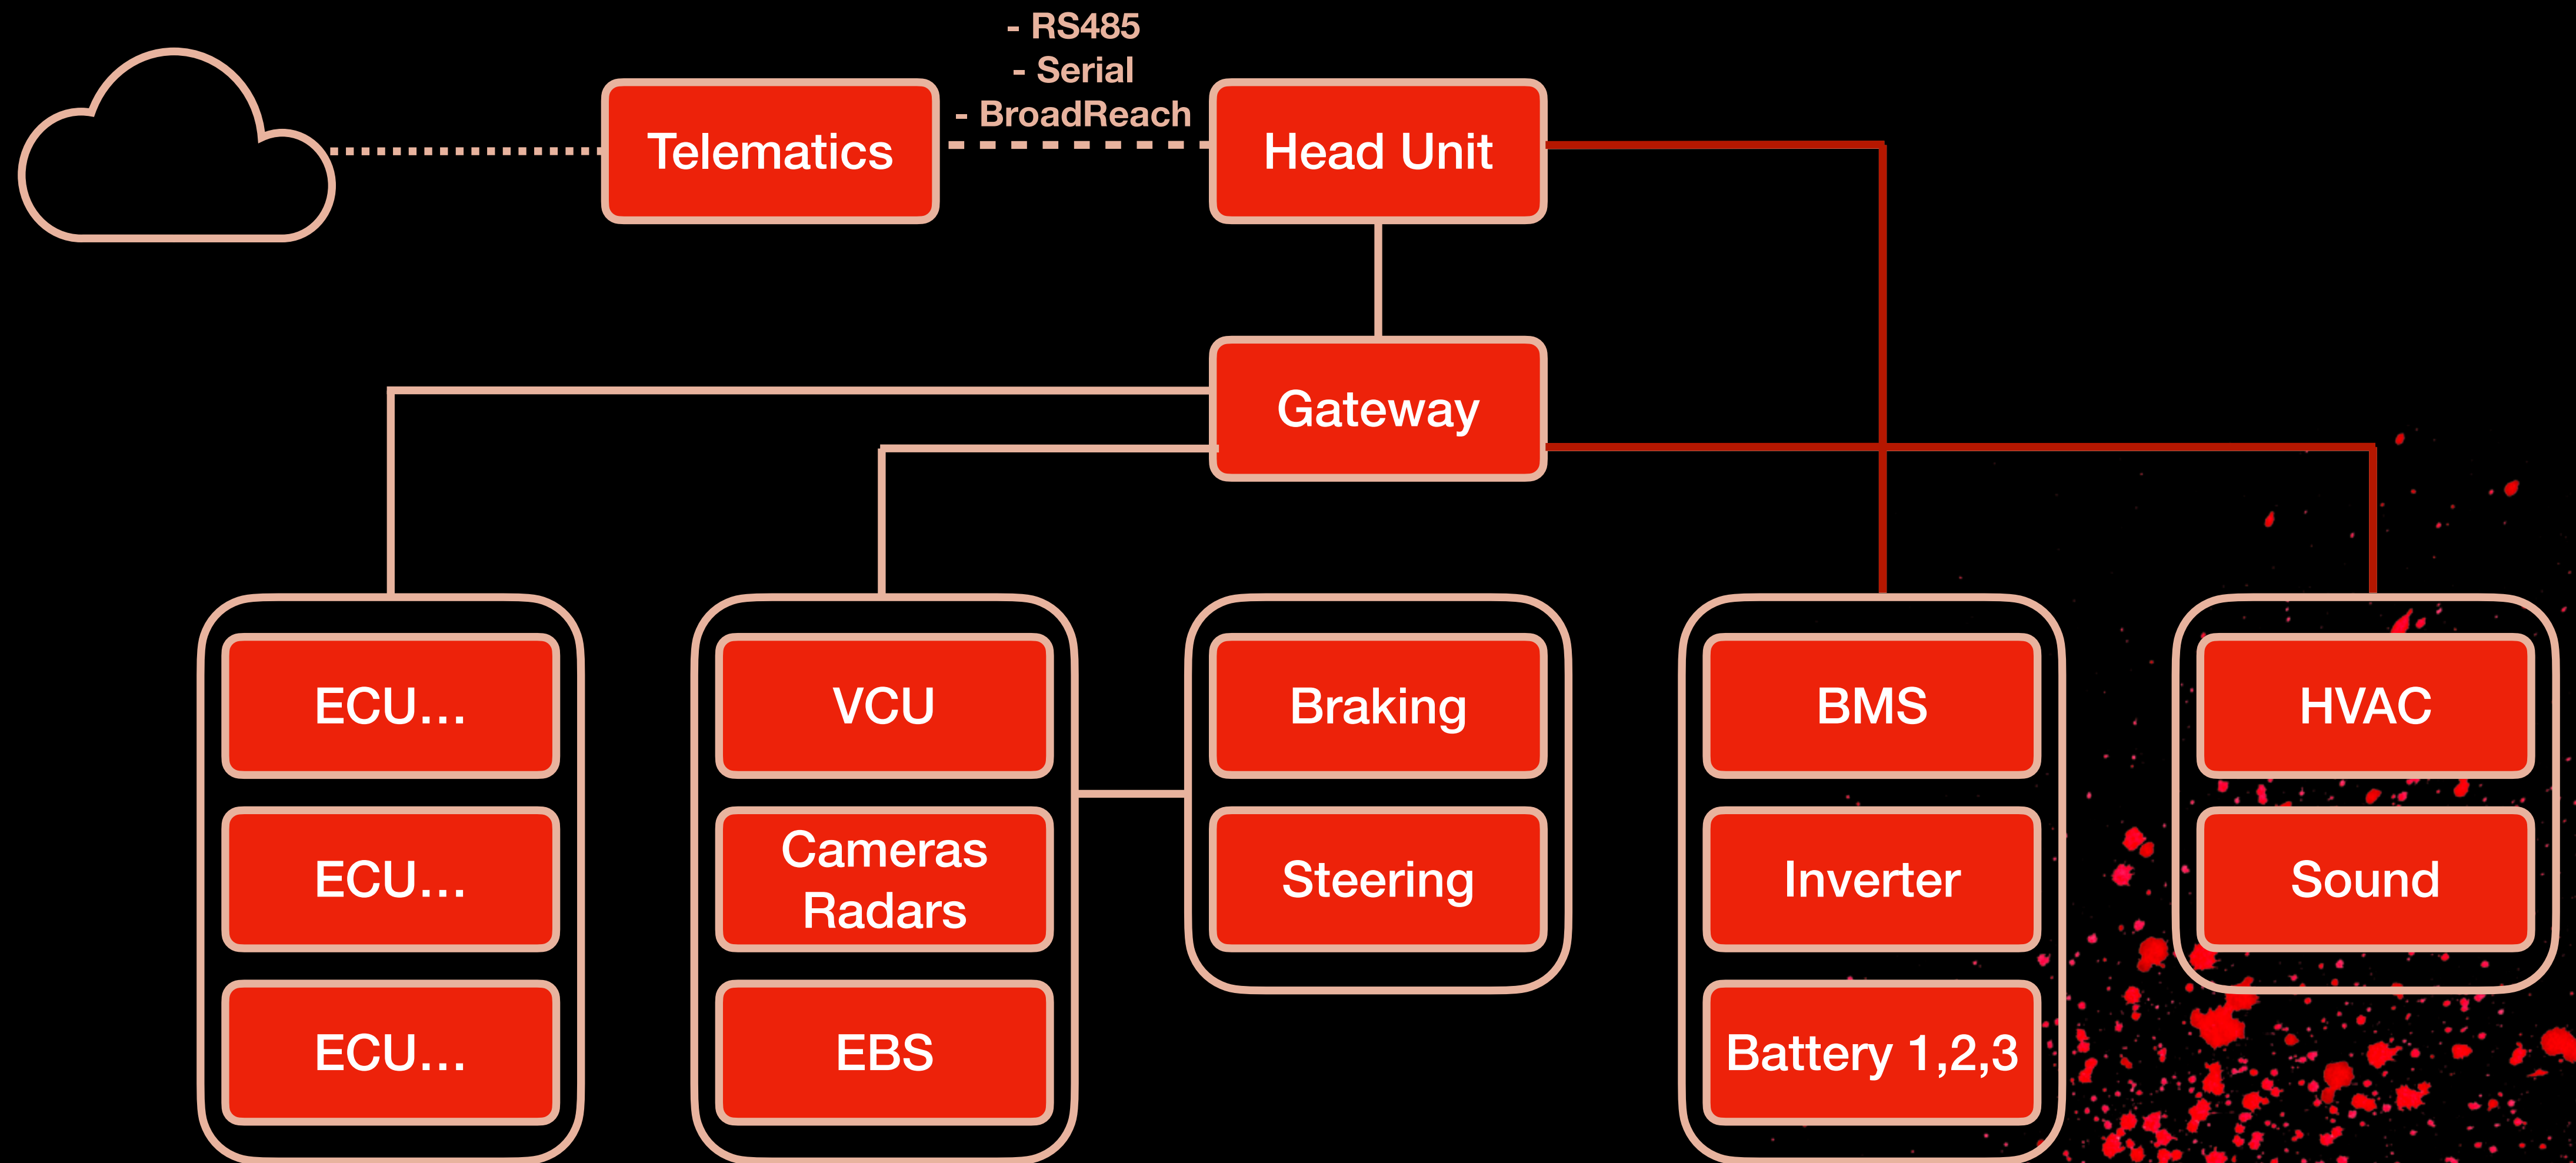 - RS485
- Serial
- BroadReach
Telematics
Head Unit
Gateway
ECU...
ECU...
ECU...
VCU
Cameras
Radars
EBS
Braking
Steering
BMS
Inverter
Battery 1,2,3
HVAC
Sound